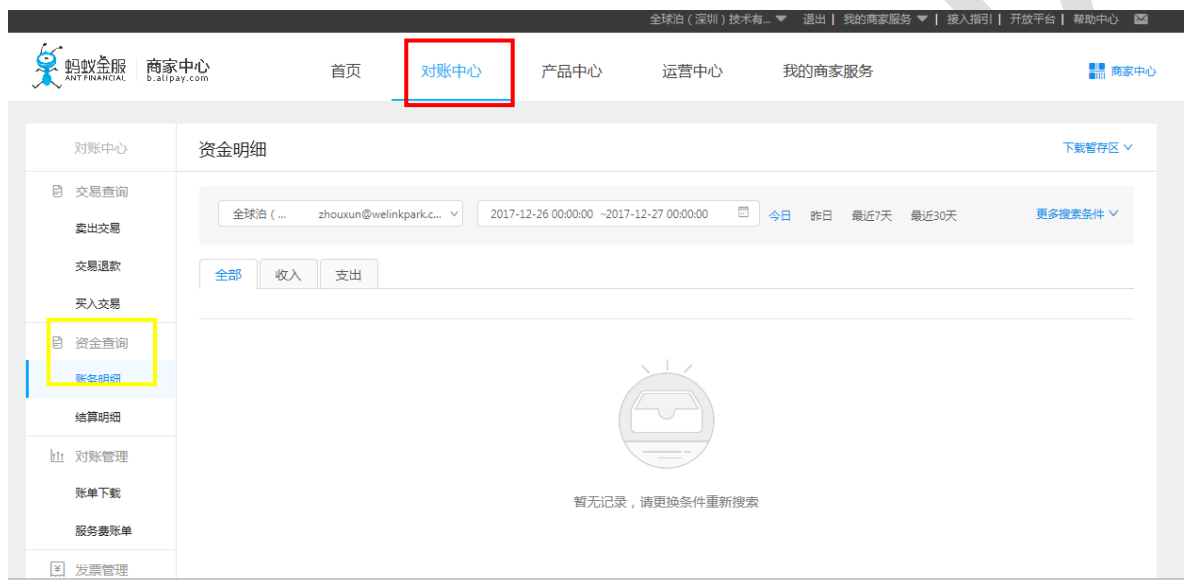 全球泊（深圳）技术有... 退出 | 我的商家服务 | 接入指引 | 开放平台 | 帮助中心
蚂蚁金服 商家中心 首页 对账中心 产品中心 运营中心 我的商家服务 商家中心
ANT FINANCIAL b.alipay.com
对账中心 资金明细 下载暂存区
交易查询
全球泊（... zhouxun@welinkpark.c... 2017-12-26 00:00:00 ~2017-12-27 00:00:00 今日 昨日 最近7天 最近30天 更多搜索条件
卖出交易
交易退款
全部 收入 支出
买入交易
资金查询
账务明细
结算明细
对账管理
账单下载
暂无记录，请更换条件重新搜索
服务费账单
发票管理